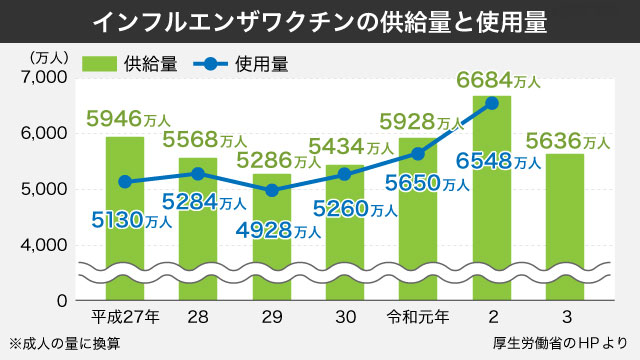 インフルエンザワクチンの供給量と使用量
(万人)
供給量 使用量
7,000
6,000
5,000
4,000
0
5946万人
5568万人
5286万人
5434万人
5928万人
6684万人
5636万人
5130万人
5284万人
4928万人
5260万人
5650万人
6548万人
平成27年 28 29 30 令和元年 2 3
※成人の量に換算
厚生労働省のHPより